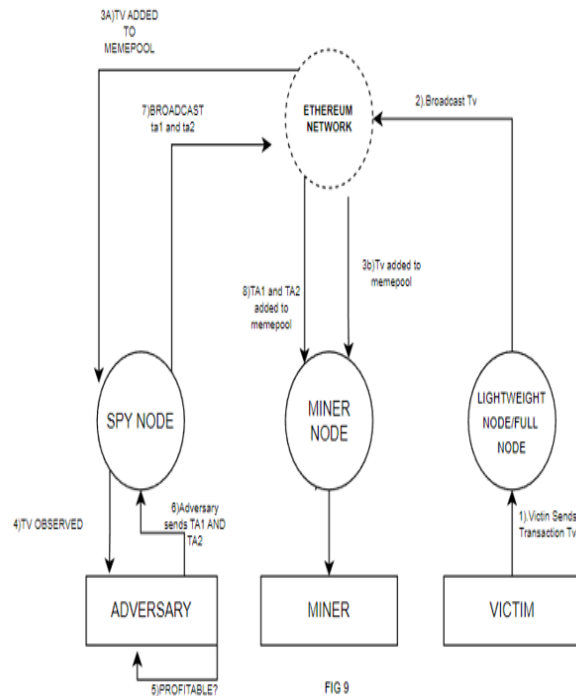 3A)TV ADDED
TO
MEMEPOOL
7)BROADCAST
ta1 and ta2
ETHEREUM
NETWORK
2).Broadcast Tv
3b)Tv added to
memepool
8)TA1 and TA2
added to
memepool
SPY NODE
MINER
NODE
LIGHTWEIGHT
NODE/FULL
NODE
4)TV OBSERVED
6)Adversary
sends TA1 AND
TA2
1).Victin Sends
Transaction Tv
ADVERSARY
MINER
VICTIM
5)PROFITABLE?
FIG 9